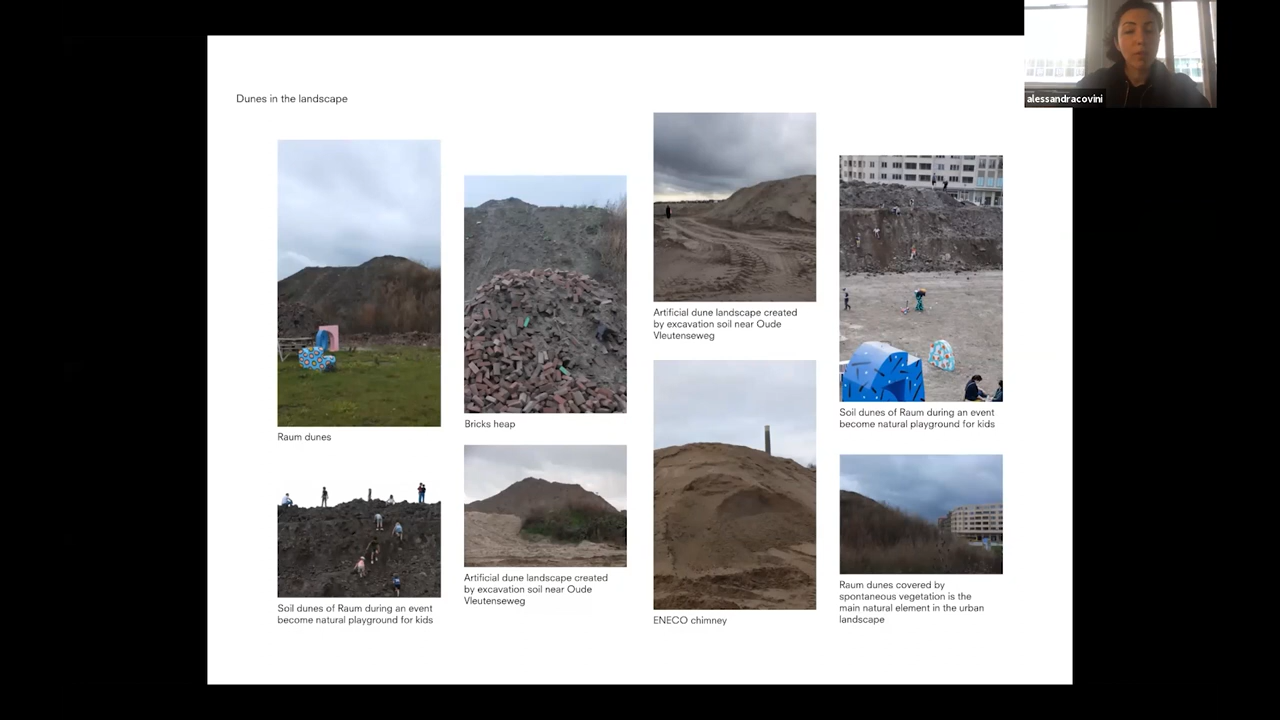 alessandracovini
Dunes in the landscape
Raum dunes
Soil dunes of Raum during an event
become natural playground for kids
Bricks heap
Artificial dune landscape created
by excavation soil near Oude
Vleutenseweg
Artificial dune landscape created
by excavation soil near Oude
Vleutenseweg
ENECO chimney
Soil dunes of Raum during an event
become natural playground for kids
Raum dunes covered by
spontaneous vegetation is the
main natural element in the urban
landscape